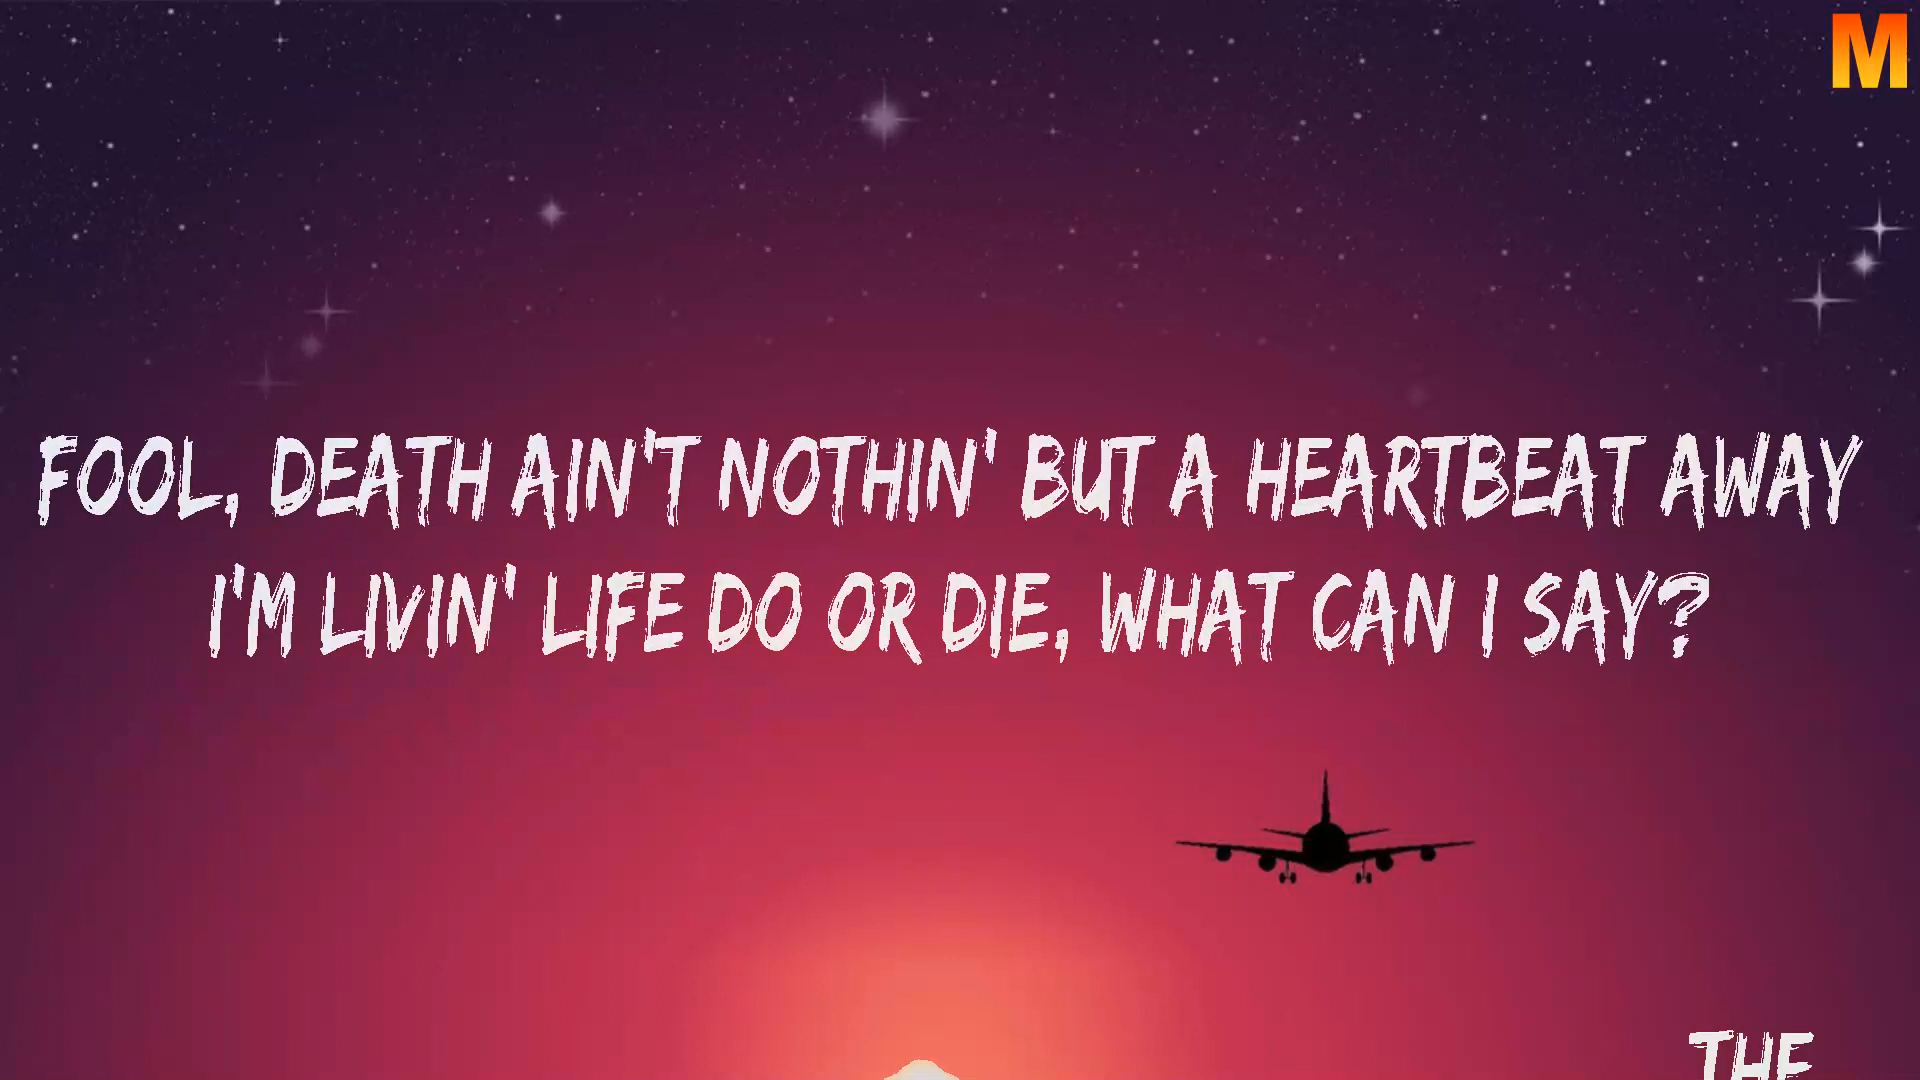 M
FOOL, DEATH AIN'T NOTHIN' BUT A HEARTBEAT AWAY
I'M LIVIN' LIFE DO OR DIE, WHAT CAN I SAY?
THE